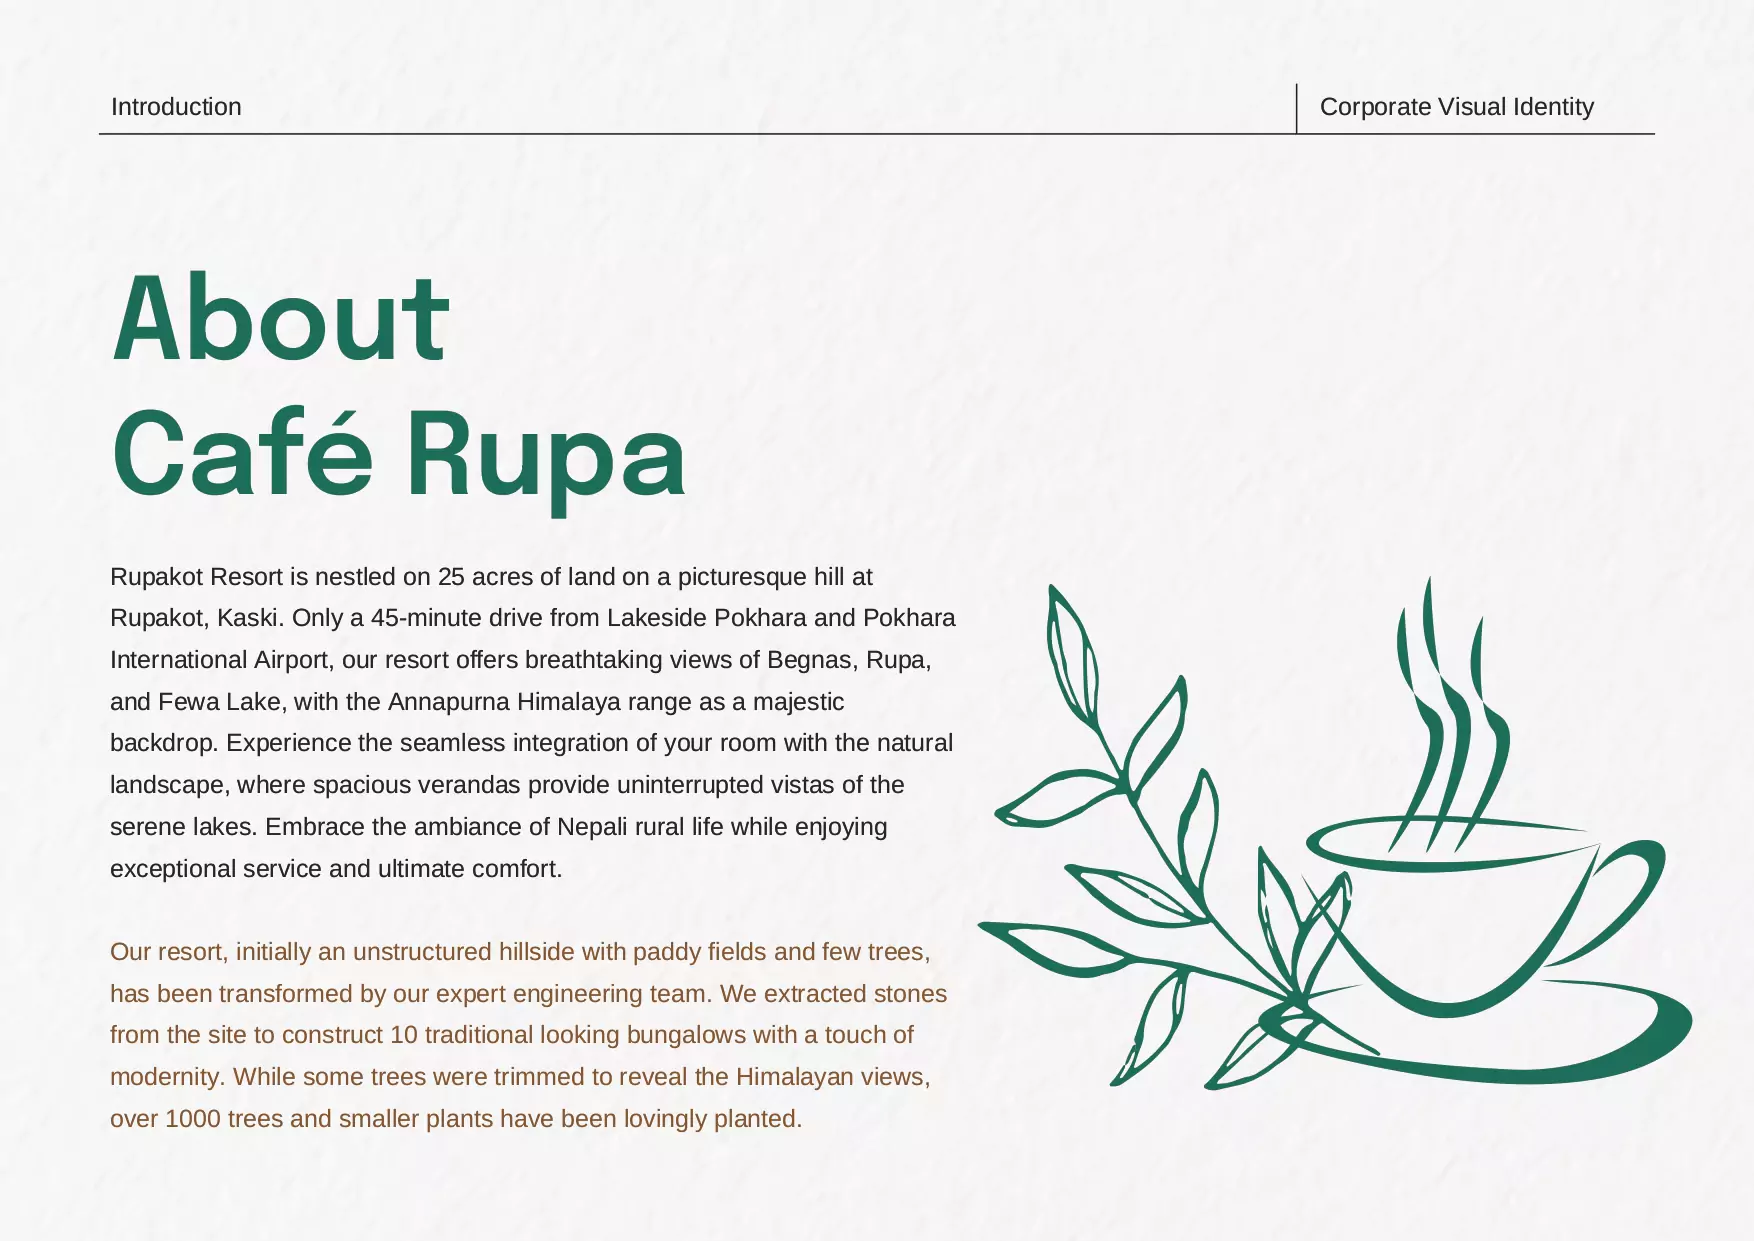 Introduction
Corporate Visual Identity
About
Café Rupa
Rupakot Resort is nestled on 25 acres of land on a picturesque hill at
Rupakot, Kaski. Only a 45-minute drive from Lakeside Pokhara and Pokhara
International Airport, our resort offers breathtaking views of Begnas, Rupa,
and Fewa Lake, with the Annapurna Himalaya range as a majestic
backdrop. Experience the seamless integration of your room with the natural
landscape, where spacious verandas provide uninterrupted vistas of the
serene lakes. Embrace the ambiance of Nepali rural life while enjoying
exceptional service and ultimate comfort.
Our resort, initially an unstructured hillside with paddy fields and few trees,
has been transformed by our expert engineering team. We extracted stones
from the site to construct 10 traditional looking bungalows with a touch of
modernity. While some trees were trimmed to reveal the Himalayan views,
over 1000 trees and smaller plants have been lovingly planted.